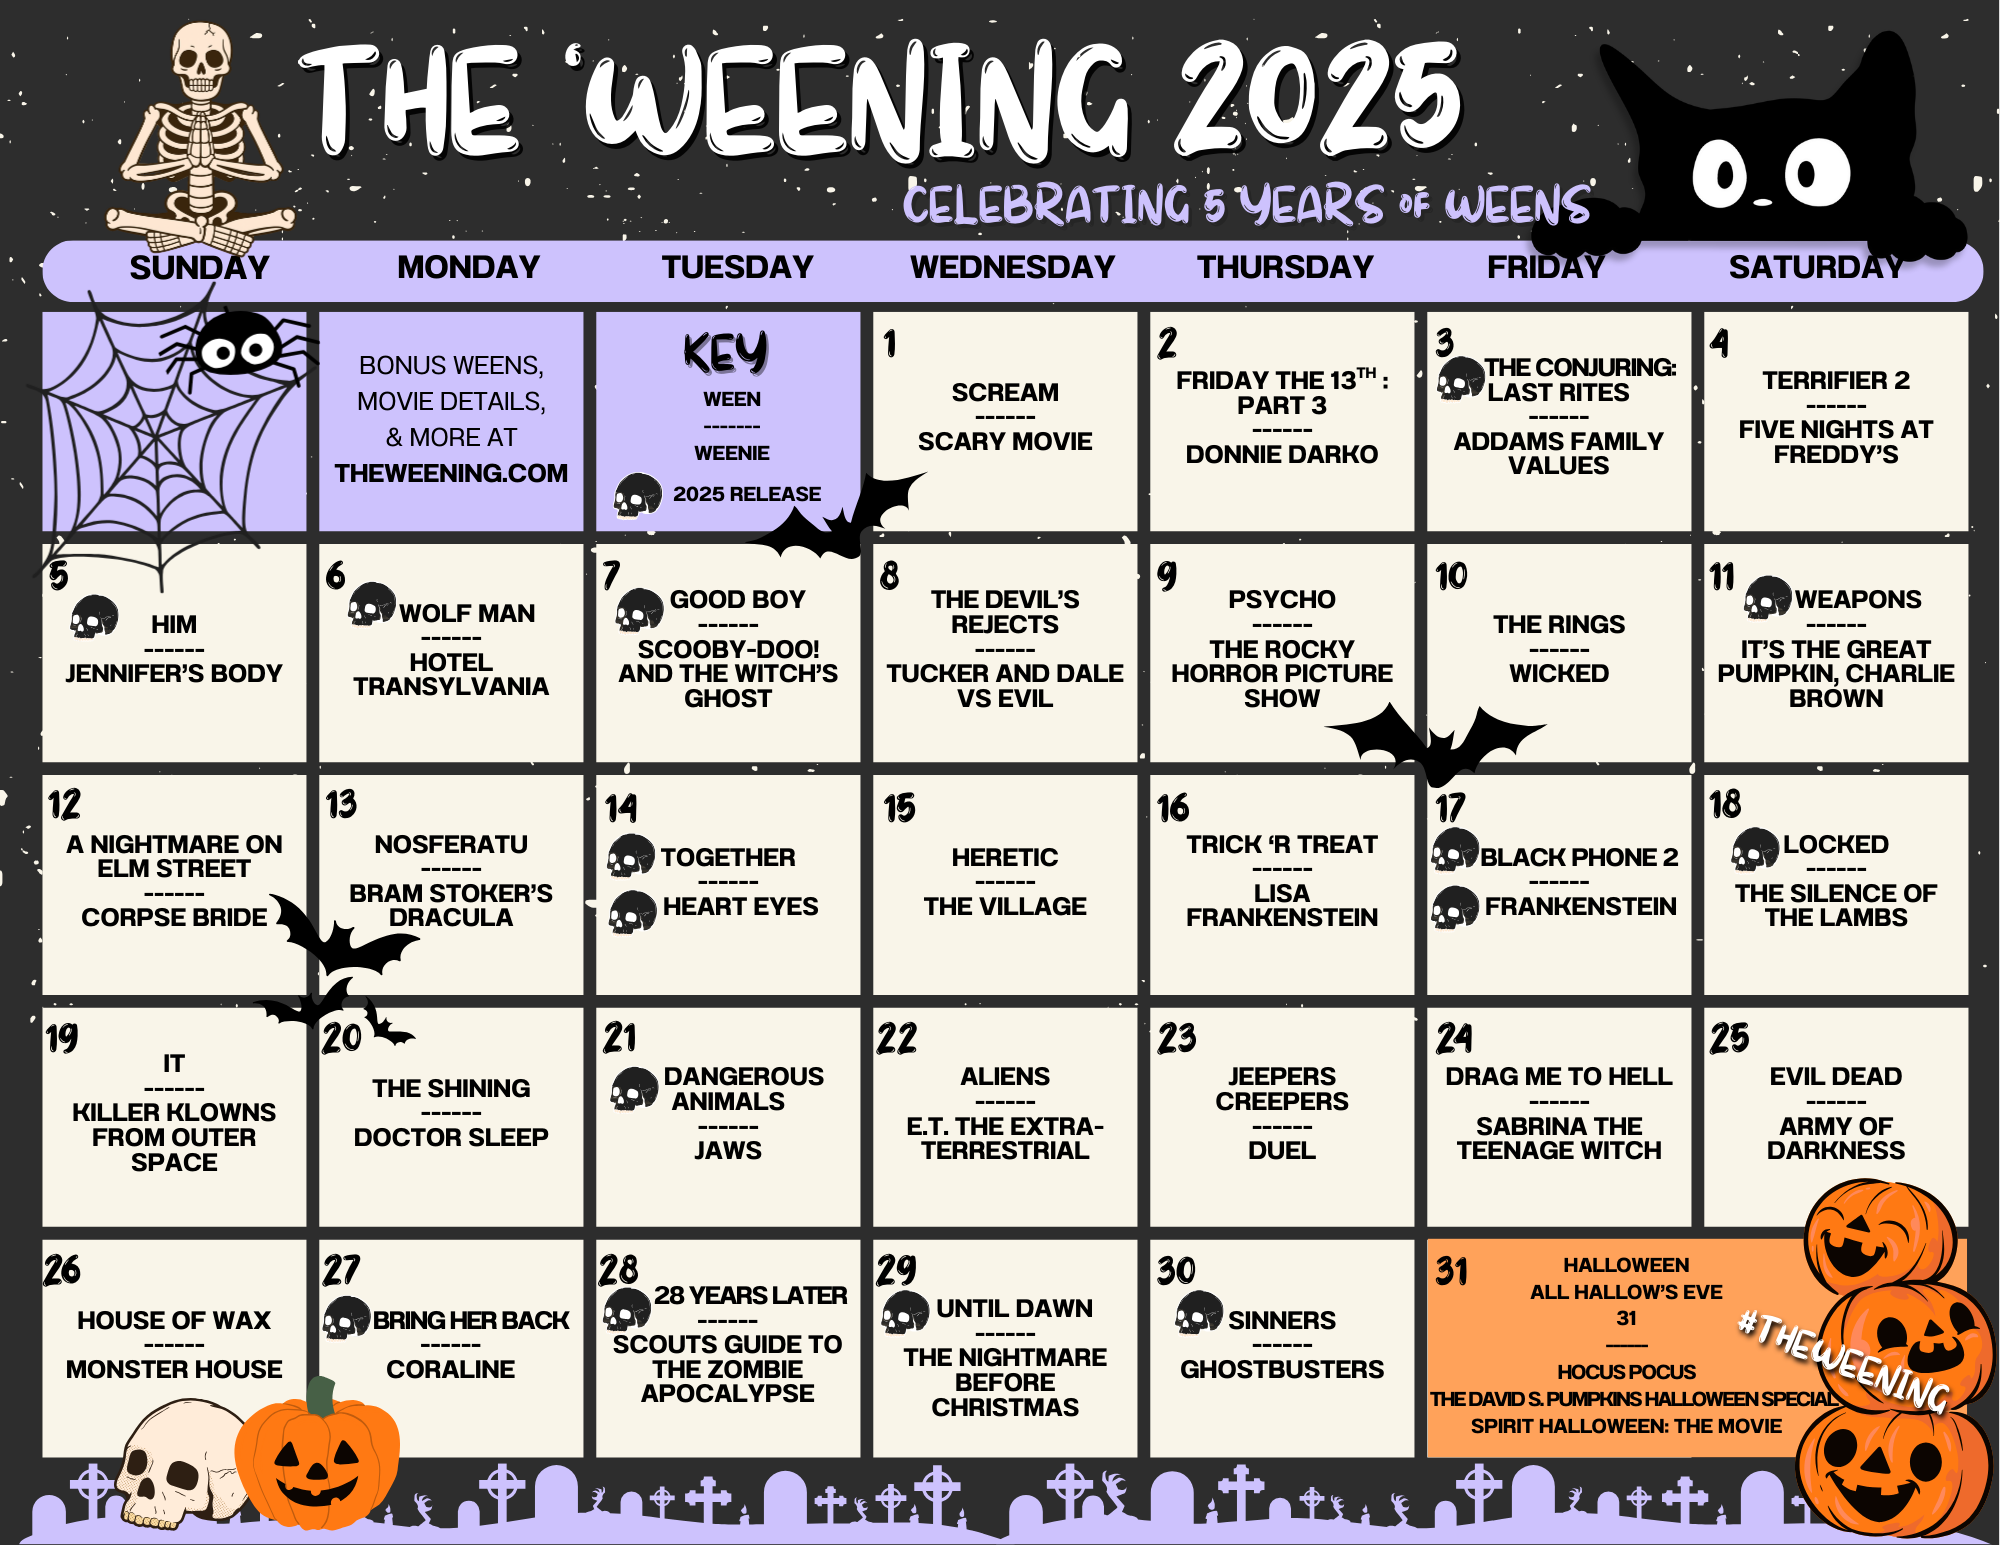 THE 'WEENING 2025
CELEBRATING 5 YEARS OF WEENS
SUNDAY MONDAY TUESDAY WEDNESDAY THURSDAY FRIDAY SATURDAY
BONUS WEENS,
MOVIE DETAILS,
& MORE AT
THEWEENING.COM
KEY
WEEN
-------
WEENIE
2025 RELEASE
1
SCREAM
------
SCARY MOVIE
2
FRIDAY THE 13TH :
PART 3
------
DONNIE DARKO
3
THE CONJURING:
LAST RITES
------
ADDAMS FAMILY
VALUES
4
TERRIFIER 2
------
FIVE NIGHTS AT
FREDDY'S
5
HIM
------
JENNIFER'S BODY
6
WOLF MAN
------
HOTEL
TRANSYLVANIA
7
GOOD BOY
------
SCOOBY-DOO!
AND THE WITCH'S
GHOST
8
THE DEVIL'S
REJECTS
------
TUCKER AND DALE
VS EVIL
9
PSYCHO
------
THE ROCKY
HORROR PICTURE
SHOW
10
THE RINGS
------
WICKED
11
WEAPONS
------
IT'S THE GREAT
PUMPKIN, CHARLIE
BROWN
12
A NIGHTMARE ON
ELM STREET
------
CORPSE BRIDE
13
NOSFERATU
------
BRAM STOKER'S
DRACULA
14
TOGETHER
------
HEART EYES
15
HERETIC
------
THE VILLAGE
16
TRICK 'R TREAT
------
LISA
FRANKENSTEIN
17
BLACK PHONE 2
------
FRANKENSTEIN
18
LOCKED
------
THE SILENCE OF
THE LAMBS
19
IT
------
KILLER KLOWNS
FROM OUTER
SPACE
20
THE SHINING
------
DOCTOR SLEEP
21
DANGEROUS
ANIMALS
------
JAWS
22
ALIENS
------
E.T. THE EXTRA-
TERRESTRIAL
23
JEEPERS
CREEPERS
------
DUEL
24
DRAG ME TO HELL
------
SABRINA THE
TEENAGE WITCH
25
EVIL DEAD
------
ARMY OF
DARKNESS
26
HOUSE OF WAX
------
MONSTER HOUSE
27
BRING HER BACK
------
CORALINE
28
28 YEARS LATER
------
SCOUTS GUIDE TO
THE ZOMBIE
APOCALYPSE
29
UNTIL DAWN
------
THE NIGHTMARE
BEFORE
CHRISTMAS
30
SINNERS
------
GHOSTBUSTERS
31
HALLOWEEN
ALL HALLOW'S EVE
31
------
HOCUS POCUS
THE DAVID S. PUMPKINS HALLOWEEN SPECIAL
SPIRIT HALLOWEEN: THE MOVIE
#THEWEENING